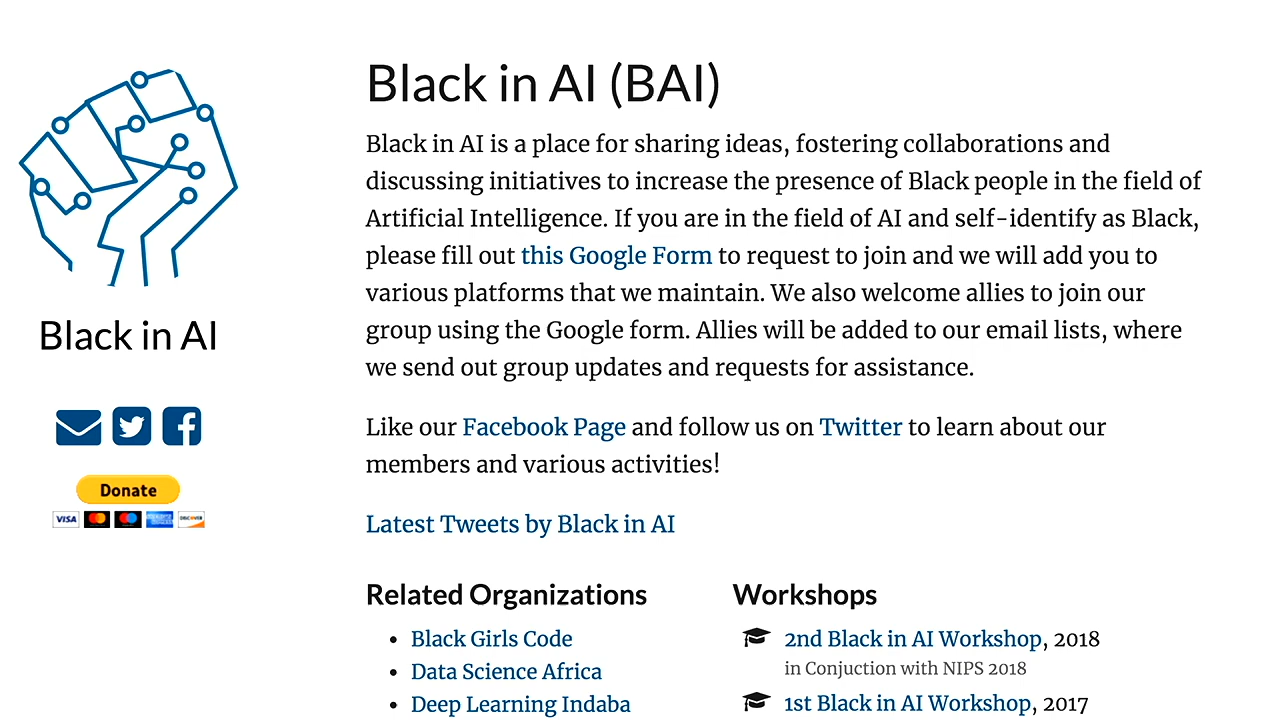 Black in AI
Donate
VISA
DISCOVER
Black in AI (BAI)
Black in AI is a place for sharing ideas, fostering collaborations and
discussing initiatives to increase the presence of Black people in the field of
Artificial Intelligence. If you are in the field of AI and self-identify as Black,
please fill out this Google Form to request to join and we will add you to
various platforms that we maintain. We also welcome allies to join our
group using the Google form. Allies will be added to our email lists, where
we send out group updates and requests for assistance.
Like our Facebook Page and follow us on Twitter to learn about our
members and various activities!
Latest Tweets by Black in AI
Related Organizations
Black Girls Code
Data Science Africa
Deep Learning Indaba
Workshops
2nd Black in AI Workshop, 2018
in Conjuction with NIPS 2018
1st Black in AI Workshop, 2017